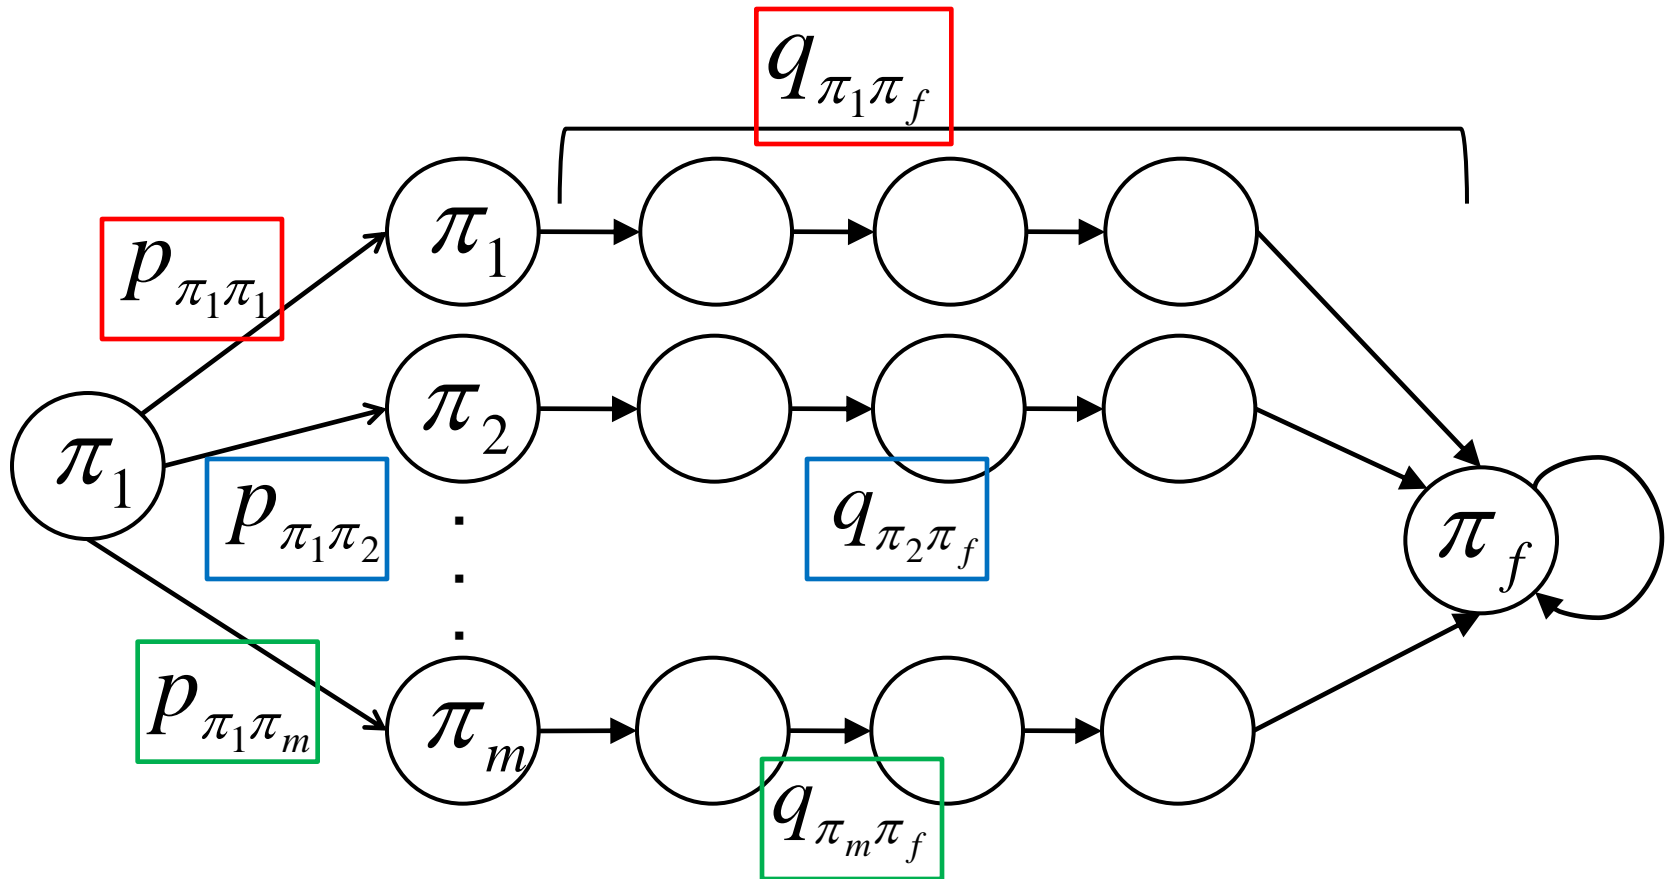 q_{π_1π_f}
p_{π_1π_1}
π_1
π_1
π_2
p_{π_1π_2}
q_{π_2π_f}
π_f
.
.
.
p_{π_1π_m}
π_m
q_{π_mπ_f}